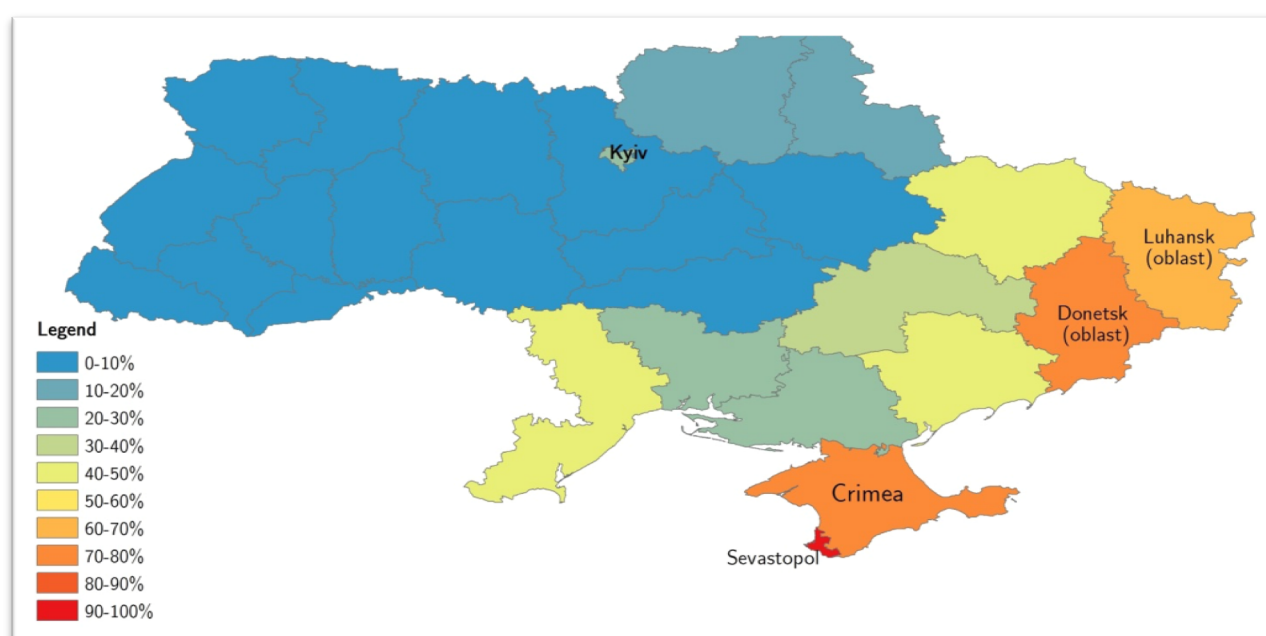 Kyiv
Luhansk
(oblast)
Donetsk
(oblast)
Crimea
Sevastopol
Legend
0-10%
10-20%
20-30%
30-40%
40-50%
50-60%
60-70%
70-80%
80-90%
90-100%